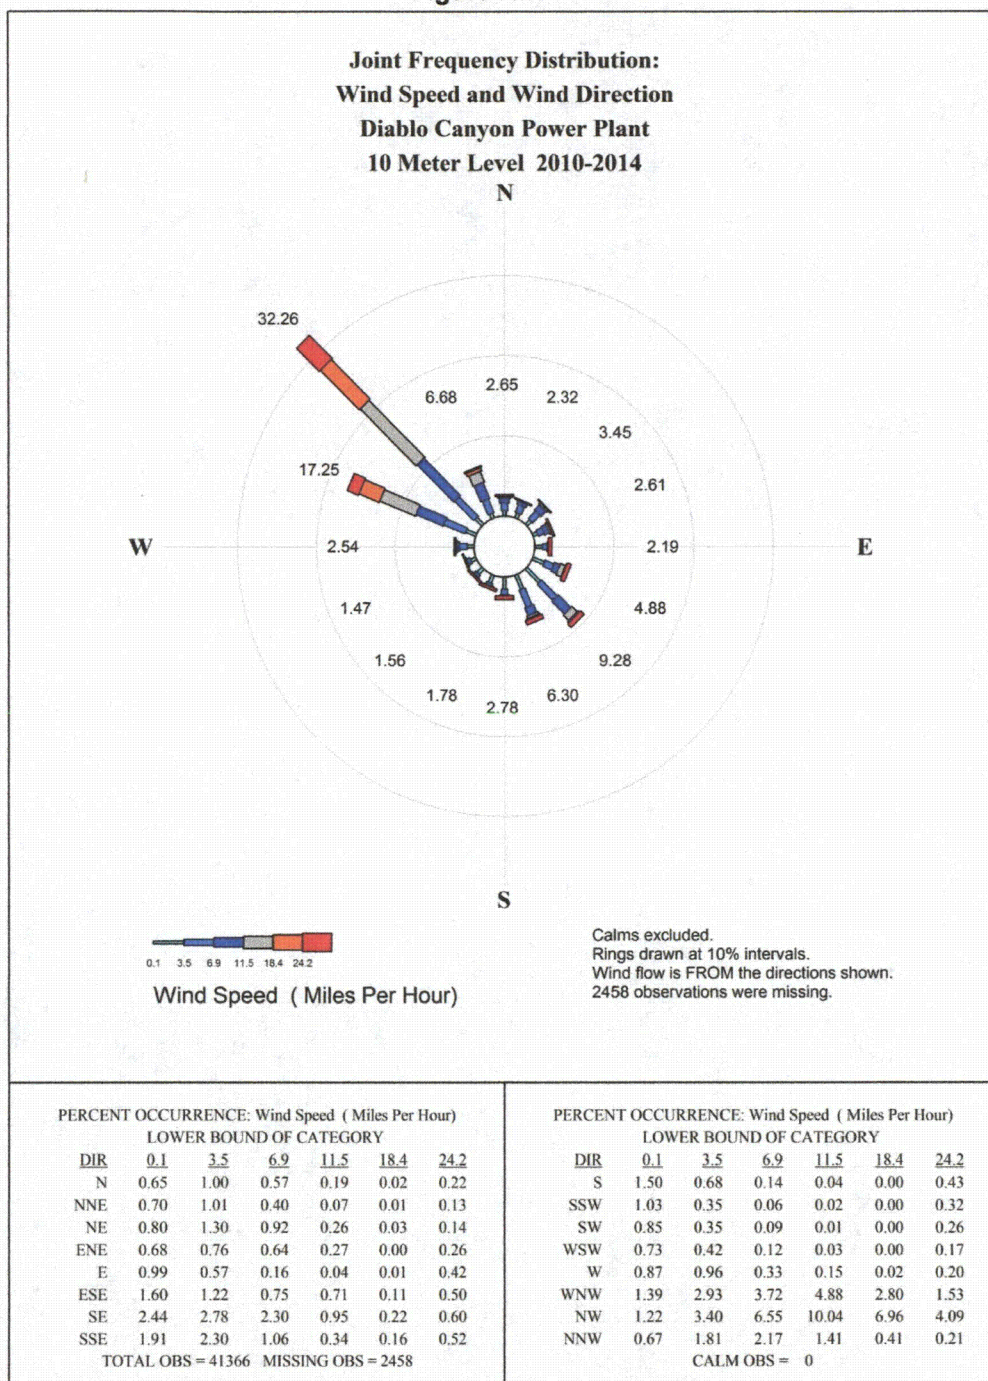 Joint Frequency Distribution:
Wind Speed and Wind Direction
Diablo Canyon Power Plant
10 Meter Level 2010-2014
N
32.26
6.68
2.65
2.32
3.45
17.25
2.61
W
2.54
2.19
E
1.47
4.88
1.56
9.28
1.78
6.30
2.78
S
0.1 3.5 6.9 11.5 18.4 24.2
Wind Speed ( Miles Per Hour)
Calms excluded.
Rings drawn at 10% intervals.
Wind flow is FROM the directions shown.
2458 observations were missing.
PERCENT OCCURRENCE: Wind Speed ( Miles Per Hour)
LOWER BOUND OF CATEGORY
DIR 0.1 3.5 6.9 11.5 18.4 24.2
N 0.65 1.00 0.57 0.19 0.02 0.22
NNE 0.70 1.01 0.40 0.07 0.01 0.13
NE 0.80 1.30 0.92 0.26 0.03 0.14
ENE 0.68 0.76 0.64 0.27 0.00 0.26
E 0.99 0.57 0.16 0.04 0.01 0.42
ESE 1.60 1.22 0.75 0.71 0.11 0.50
SE 2.44 2.78 2.30 0.95 0.22 0.60
SSE 1.91 2.30 1.06 0.34 0.16 0.52
TOTAL OBS = 41366 MISSING OBS = 2458
PERCENT OCCURRENCE: Wind Speed ( Miles Per Hour)
LOWER BOUND OF CATEGORY
DIR 0.1 3.5 6.9 11.5 18.4 24.2
S 1.50 0.68 0.14 0.04 0.00 0.43
SSW 1.03 0.35 0.06 0.02 0.00 0.32
SW 0.85 0.35 0.09 0.01 0.00 0.26
WSW 0.73 0.42 0.12 0.03 0.00 0.17
W 0.87 0.96 0.33 0.15 0.02 0.20
WNW 1.39 2.93 3.72 4.88 2.80 1.53
NW 1.22 3.40 6.55 10.04 6.96 4.09
NNW 0.67 1.81 2.17 1.41 0.41 0.21
CALM OBS = 0